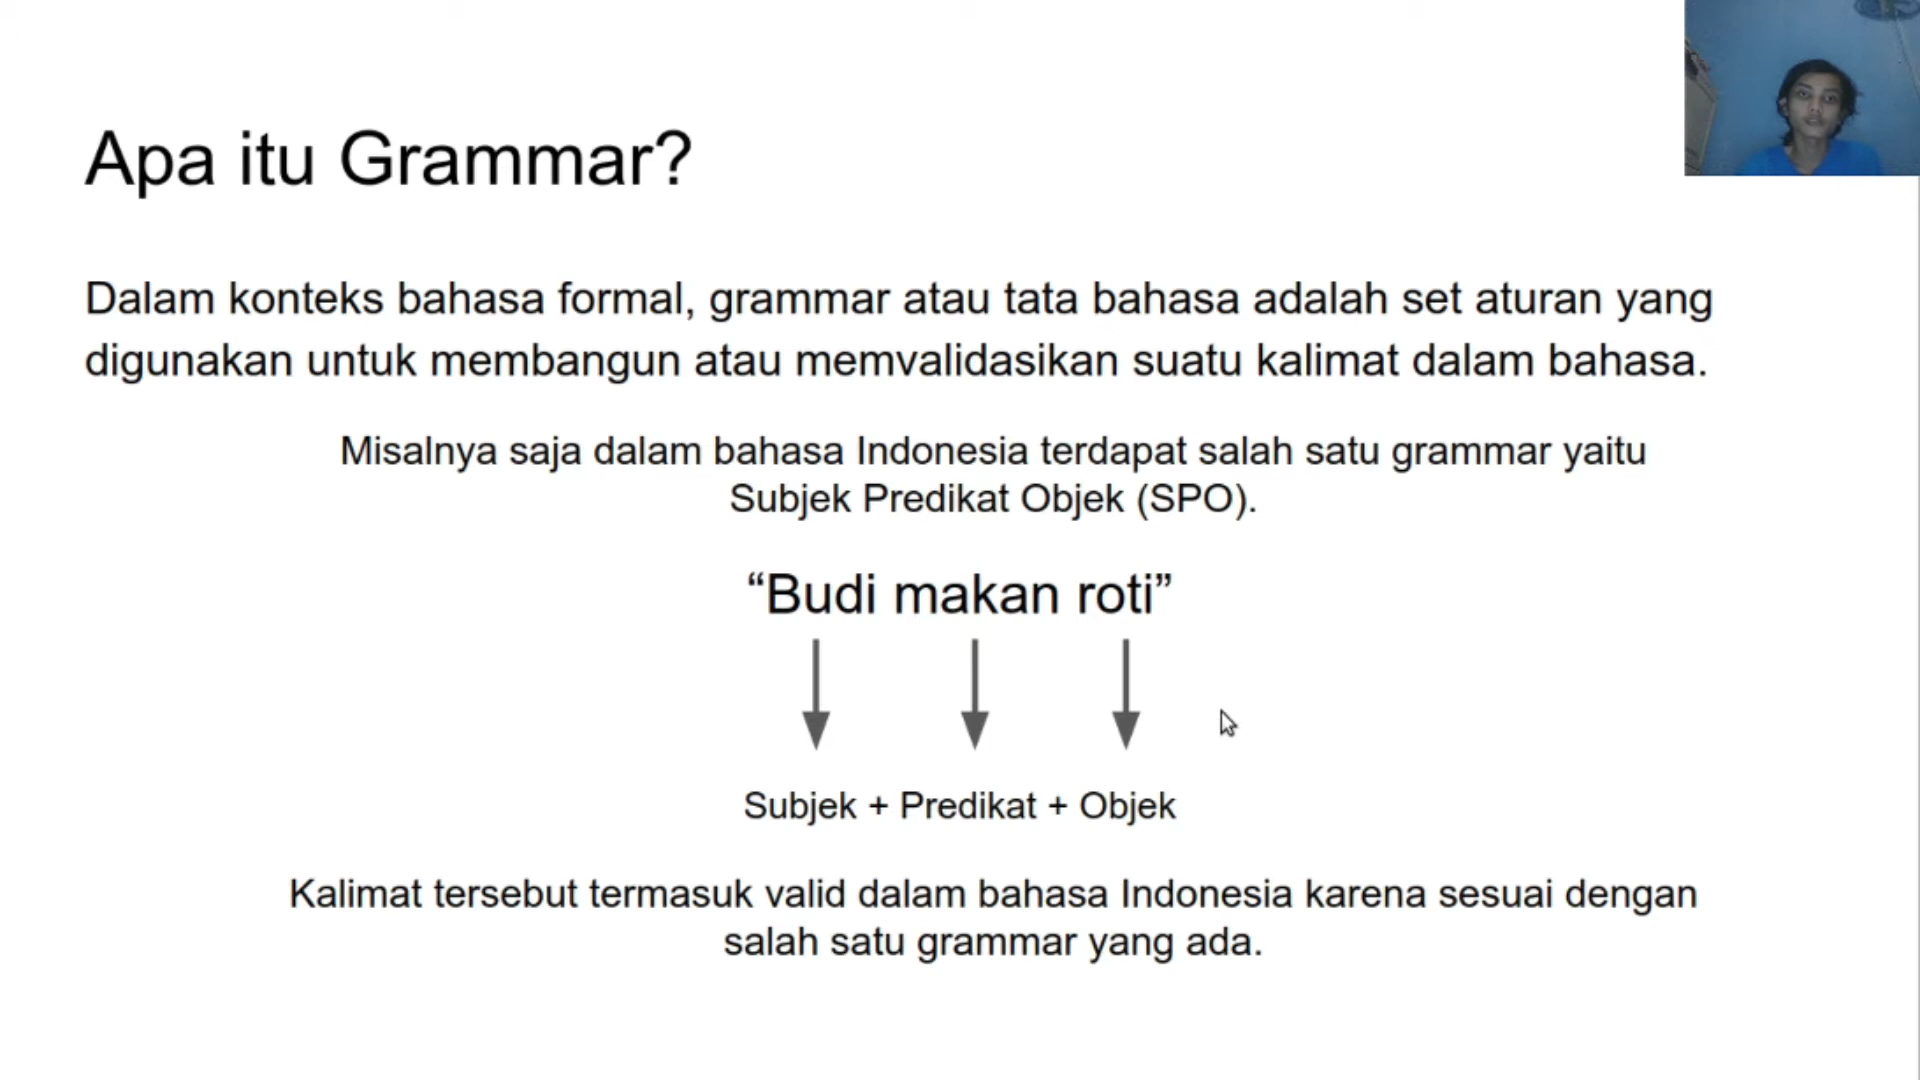 Apa itu Grammar?
Dalam konteks bahasa formal, grammar atau tata bahasa adalah set aturan yang
digunakan untuk membangun atau memvalidasikan suatu kalimat dalam bahasa.
Misalnya saja dalam bahasa Indonesia terdapat salah satu grammar yaitu
Subjek Predikat Objek (SPO).
“Budi makan roti”
Subjek + Predikat + Objek
Kalimat tersebut termasuk valid dalam bahasa Indonesia karena sesuai dengan
salah satu grammar yang ada.